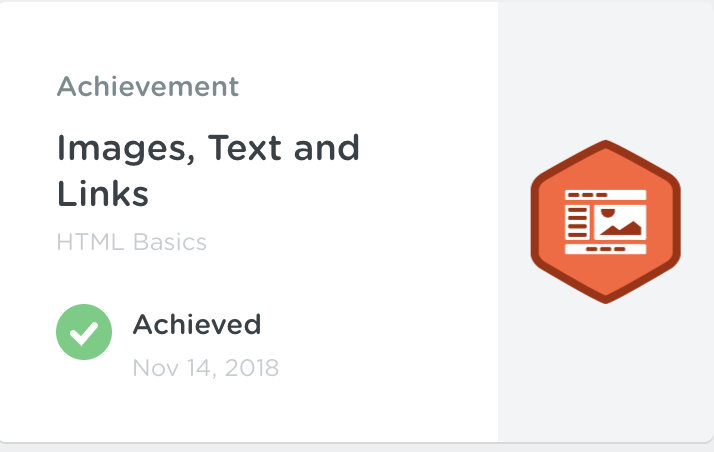 Achievement
Images, Text and
Links
HTML Basics
Achieved
Nov 14, 2018